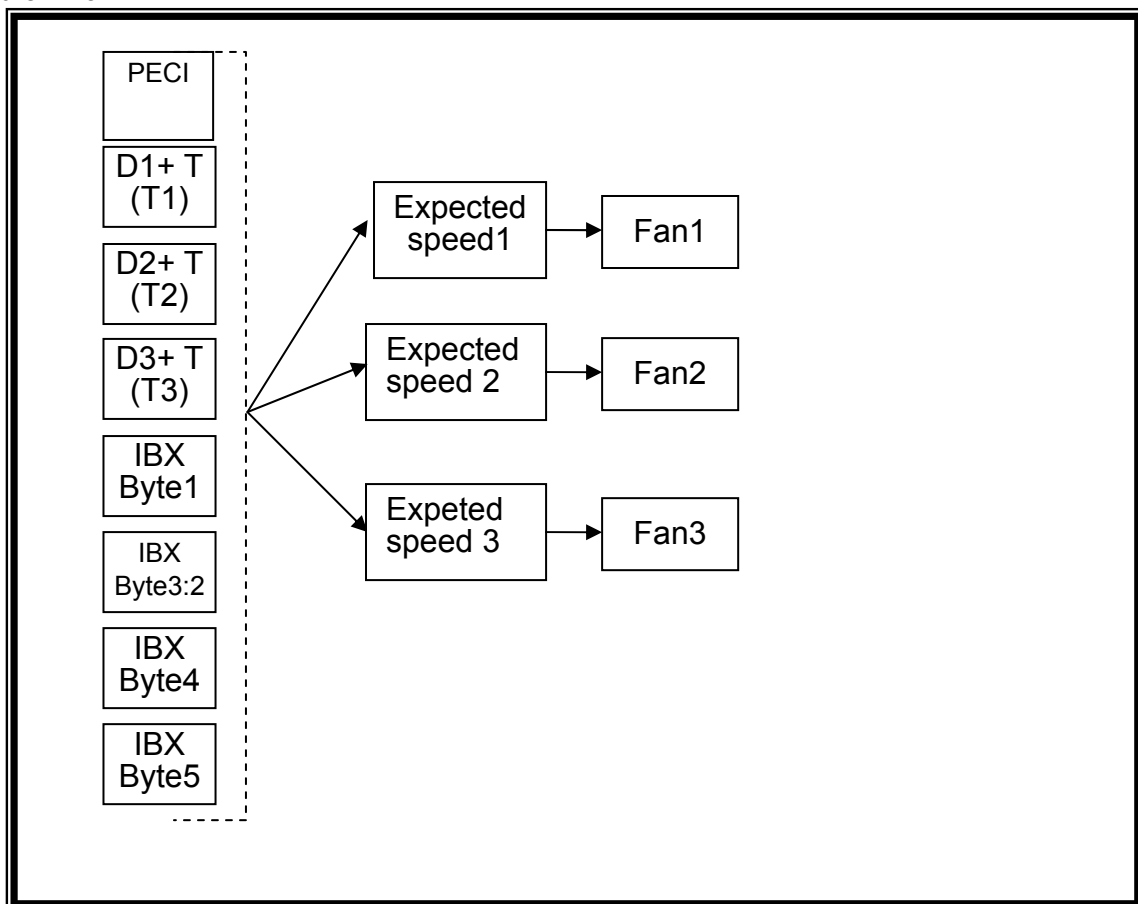 PECI
D1+ T
(T1)
D2+ T
(T2)
D3+ T
(T3)
IBX
Byte1
IBX
Byte3:2
IBX
Byte4
IBX
Byte5
Expected
speed1
Fan1
Expected
speed 2
Fan2
Expeted
speed 3
Fan3